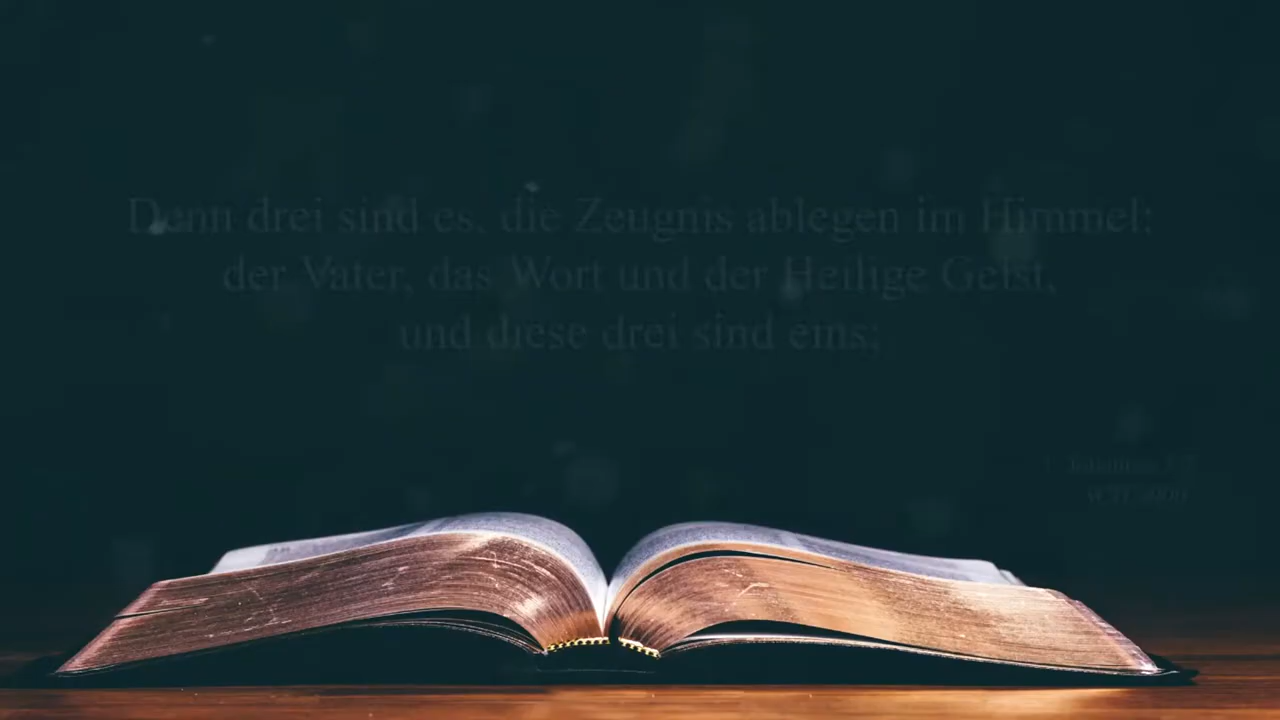 Denn drei sind es, die Zeugnis ablegen im Himmel:
der Vater, das Wort und der Heilige Geist,
und diese drei sind eins;